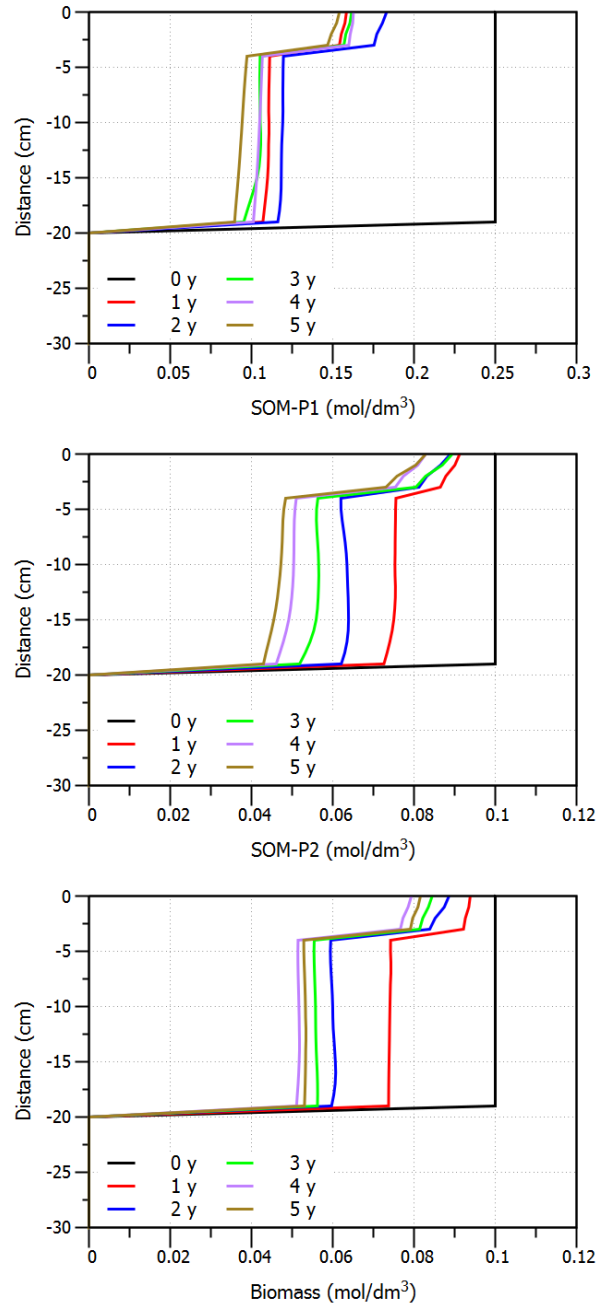 0
-5
-10
-15
-20
-25
-30
Distance (cm)
0 y 3 y
1 y 4 y
2 y 5 y
0 0.05 0.1 0.15 0.2 0.25 0.3
SOM-P1 (mol/dm³)
0
-5
-10
-15
-20
-25
-30
Distance (cm)
0 y 3 y
1 y 4 y
2 y 5 y
0 0.02 0.04 0.06 0.08 0.1 0.12
SOM-P2 (mol/dm³)
0
-5
-10
-15
-20
-25
-30
Distance (cm)
0 y 3 y
1 y 4 y
2 y 5 y
0 0.02 0.04 0.06 0.08 0.1 0.12
Biomass (mol/dm³)